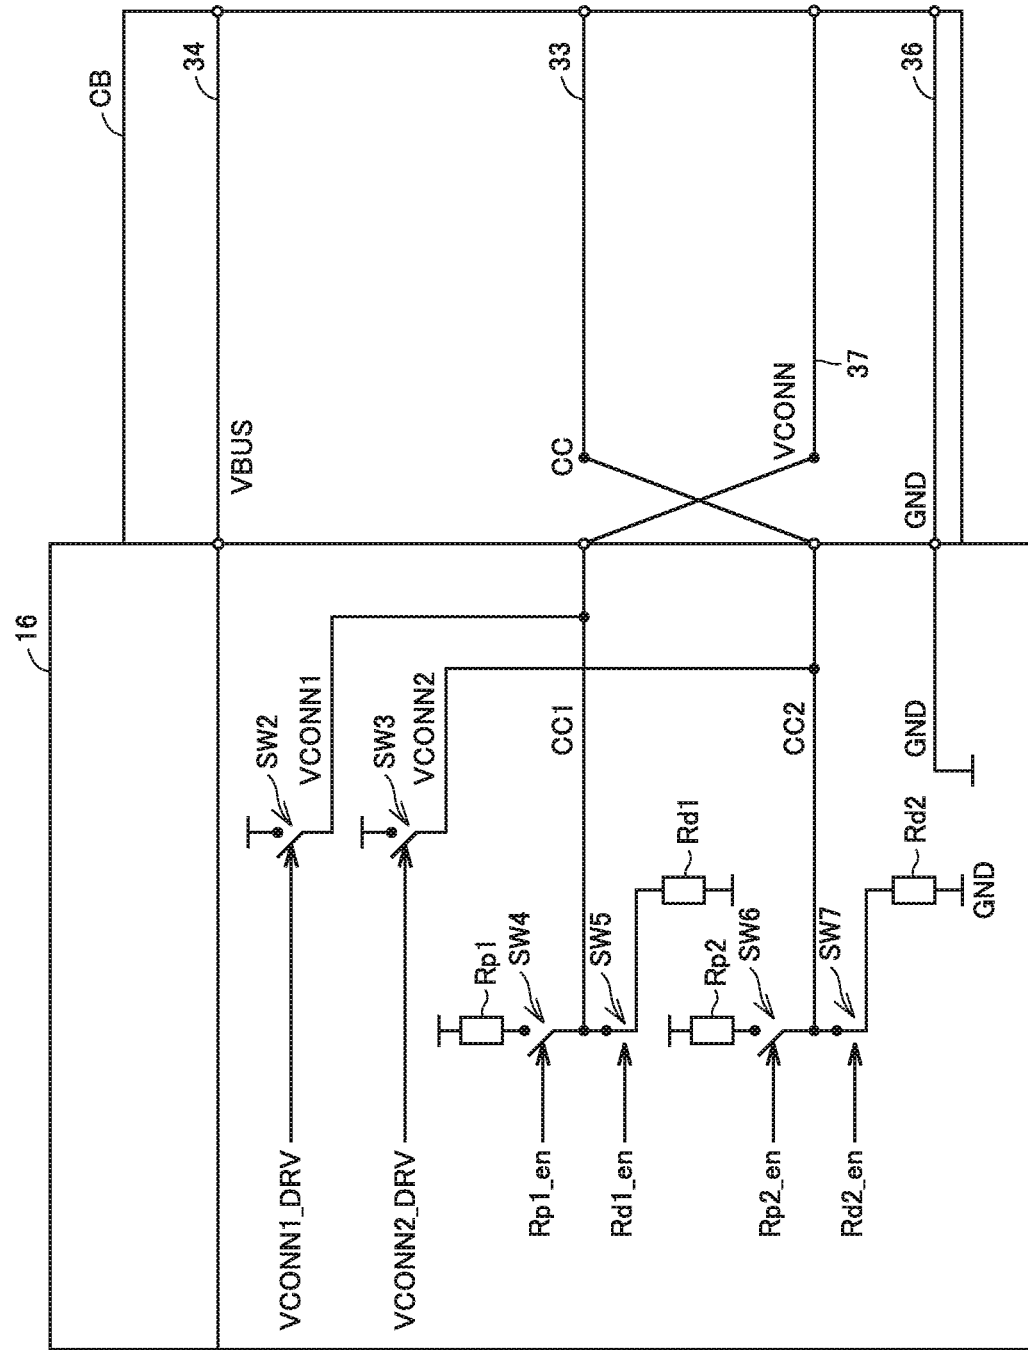 CB
34
33
36
16
VBUS
CC
VCONN
37
GND
SW2
VCONN1
SW3
VCONN2
CC1
CC2
GND
Rp1
SW4
SW5
Rd1
Rp2
SW6
SW7
Rd2
GND
VCONN1_DRV
VCONN2_DRV
Rp1_en
Rd1_en
Rp2_en
Rd2_en